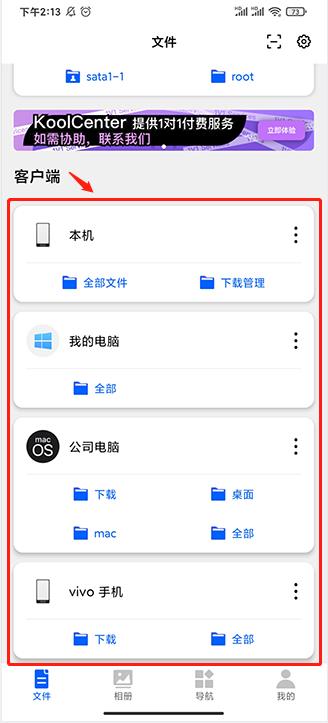 下午2:13
73
文件
sata1-1
root
KoolCenter 提供1对1付费服务
如需协助，联系我们
立即体验
客户端
本机
全部文件
下载管理
我的电脑
全部
mac
OS
公司电脑
下载
桌面
mac
全部
vivo 手机
下载
全部
文件
相册
导航
我的